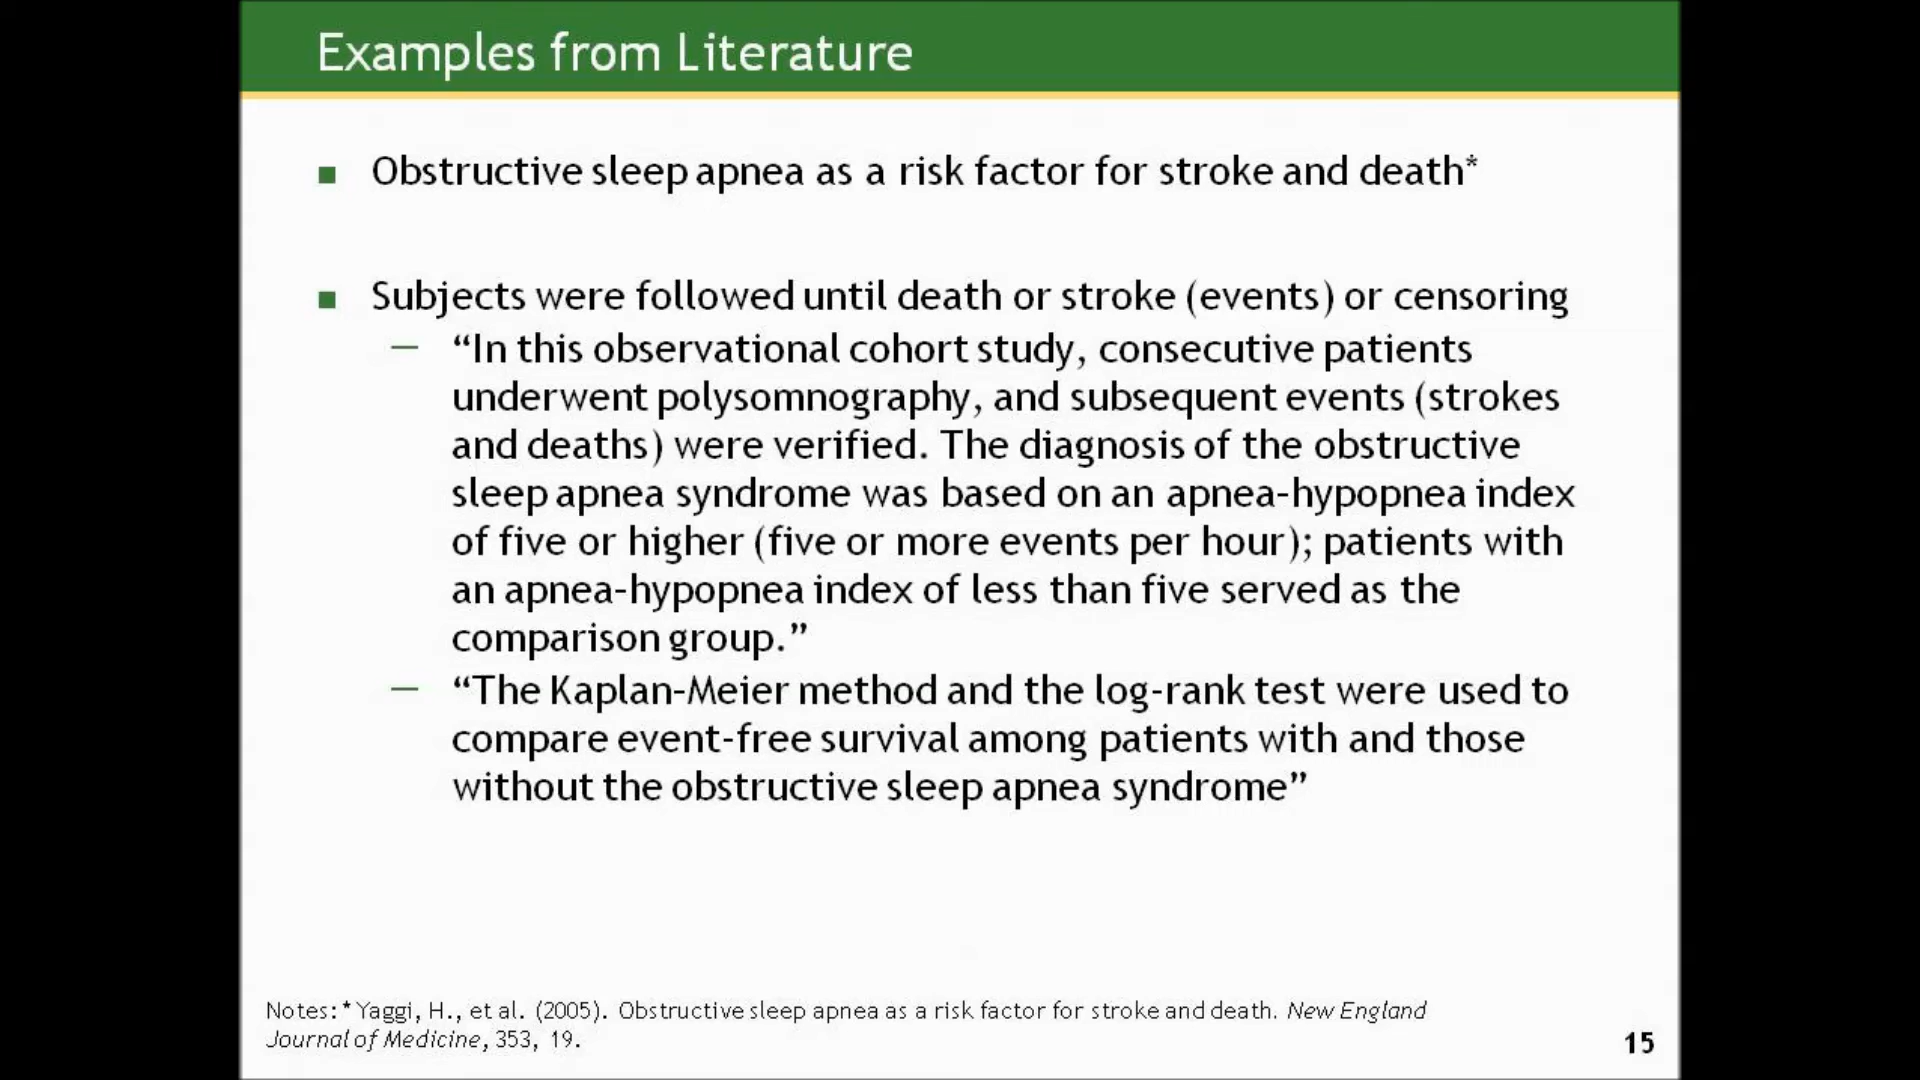 Examples from Literature
Obstructive sleep apnea as a risk factor for stroke and death*
Subjects were followed until death or stroke (events) or censoring
— “In this observational cohort study, consecutive patients
underwent polysomnography, and subsequent events (strokes
and deaths) were verified. The diagnosis of the obstructive
sleep apnea syndrome was based on an apnea-hypopnea index
of five or higher (five or more events per hour); patients with
an apnea-hypopnea index of less than five served as the
comparison group.”
— “The Kaplan-Meier method and the log-rank test were used to
compare event-free survival among patients with and those
without the obstructive sleep apnea syndrome”
Notes: * Yaggi, H., et al. (2005). Obstructive sleep apnea as a risk factor for stroke and death. New England
Journal of Medicine, 353, 19.
15